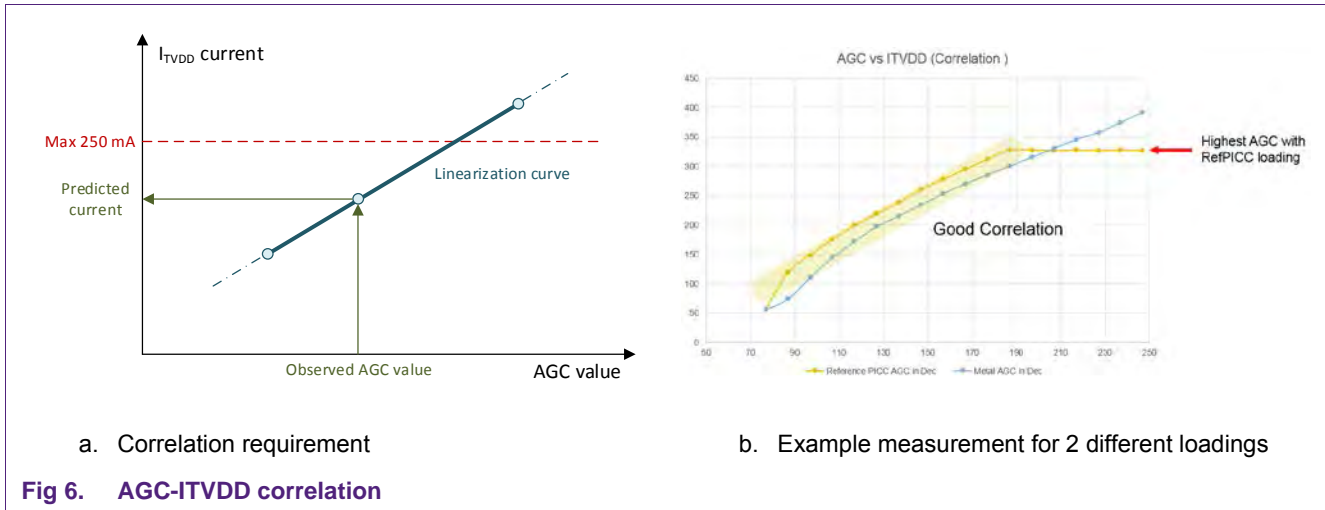 I_TVDD current
Max 250 mA
Predicted
current
Linearization curve
Observed AGC value
AGC value
AGC vs ITVDD (Correlation )
450
400
350
300
250
200
150
100
50
0
50
70
90
110
130
150
170
190
210
230
250
Good Correlation
Highest AGC with
RefPICC loading
Reference PICC AGC in Dec
Metal AGC in Dec
a. Correlation requirement
b. Example measurement for 2 different loadings
Fig 6. AGC-ITVDD correlation